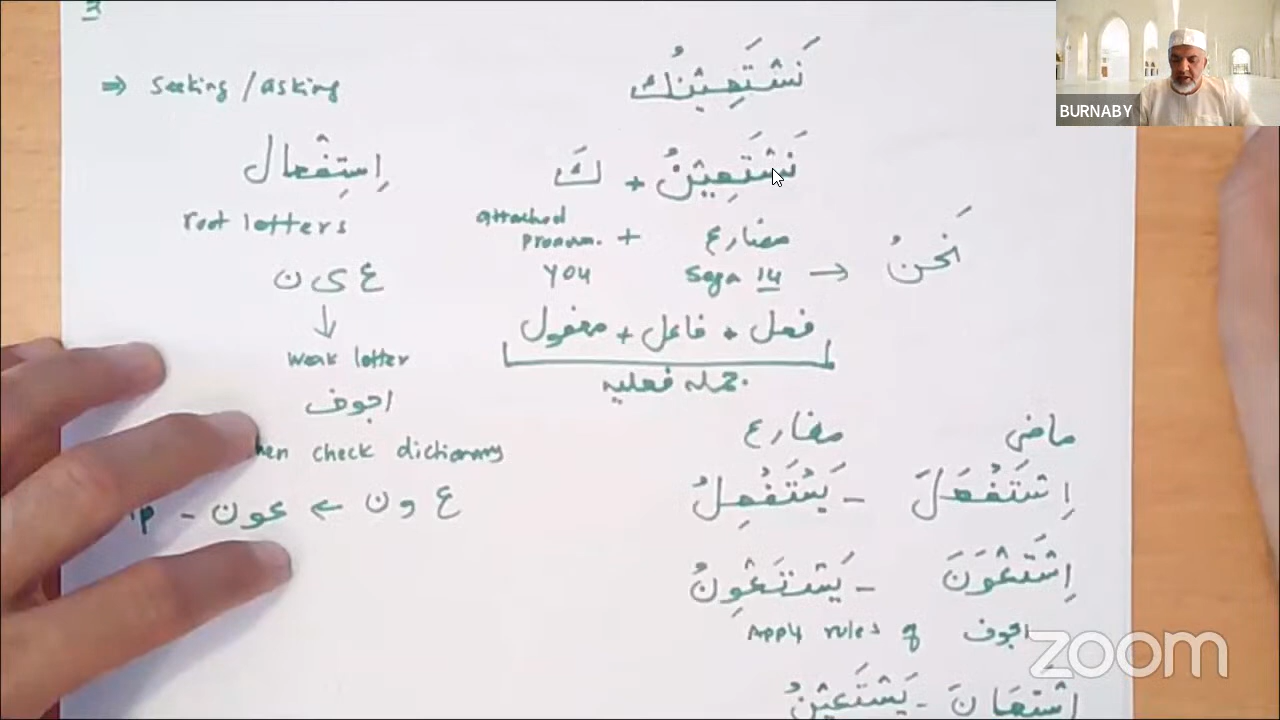 نَسْتَعِيْنُكَ
⇒ seeking / asking
نَسْتَعِيْنُ + كَ
اِسْتِفْعَال
attached pronoun. + مضارع
you
Sega 14 → نَحْنُ
root letters
ع ی ن
فعل + فاعل + مفعول
جملہ فعلیہ
↓
weak letter
اجوف
then check dictionary
ع و ن ← عون -
ماضی مضارع
اِسْتَفْعَلَ - يَسْتَفْعِلُ
اِسْتَعْوَنَ - يَسْتَعْوِنُ
Apply rules of اجوف
اِسْتَعَانَ - يَسْتَعِيْنُ
BURNABY
zoom